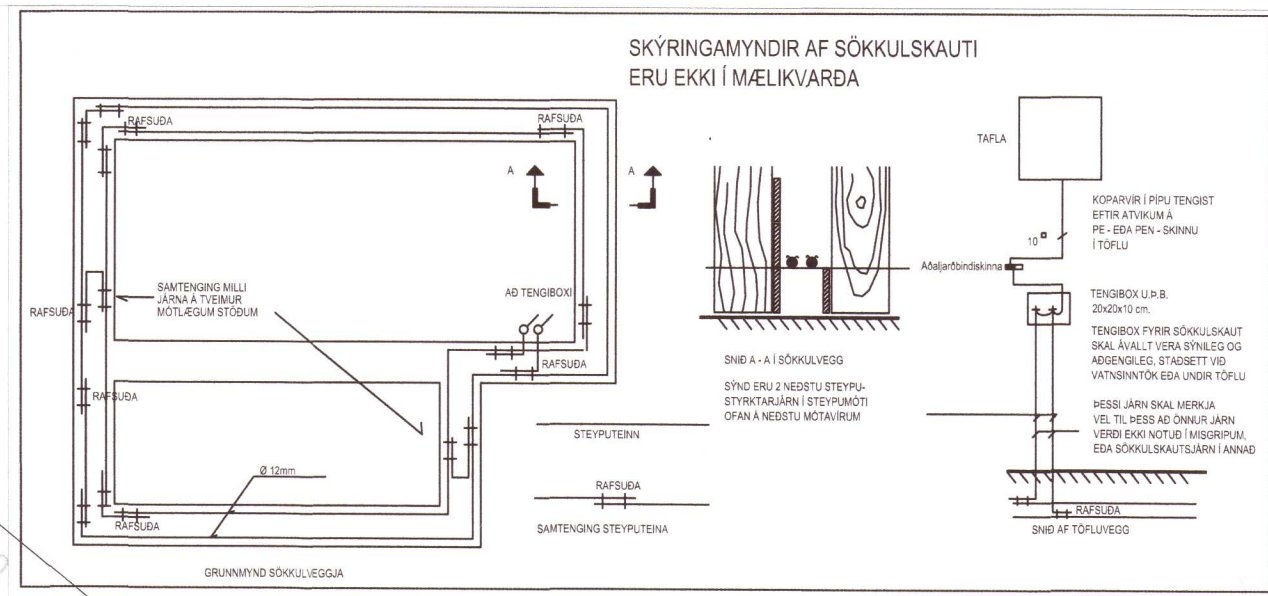 SKÝRINGAMYNDIR AF SÖKKULSKAUTI
ERU EKKI Í MÆLIKVARÐA
RAFSUÐA
RAFSUÐA
RAFSUÐA
A
A
SAMTENGING MILLI
JÁRNA Á TVEIMUR
MÓTLÆGUM STÖÐUM
RAFSUÐA
AÐ TENGIBOXI
RAFSUÐA
RAFSUÐA
Ø 12mm
RAFSUÐA
GRUNNMYND SÖKKULVEGGJA
SNIÐ A - A Í SÖKKULVEGG
SÝND ERU 2 NEÐSTU STEYPU-
STYRKTARJÁRN Í STEYPUMÓTI
OFAN Á NEÐSTU MÓTAVÍRUM
STEYPUTEINN
RAFSUÐA
SAMTENGING STEYPUTEINA
TAFLA
KOPARVÍR Í PÍPU TENGIST
EFTIR ATVIKUM Á
PE - EÐA PEN - SKINNU
Í TÖFLU
10
Aðaljarðbindiskinna
TENGIBOX U.Þ.B.
20x20x10 cm.
TENGIBOX FYRIR SÖKKULSKAUT
SKAL ÁVALLT VERA SÝNILEG OG
AÐGENGILEG, STAÐSETT VIÐ
VATNSINNTÖK EÐA UNDIR TÖFLU
ÞESSI JÁRN SKAL MERKJA
VEL TIL ÞESS AÐ ÖNNUR JÁRN
VERÐI EKKI NOTUÐ Í MISGRIPUM,
EÐA SÖKKULSKAUTSJÁRN Í ANNAÐ
RAFSUÐA
SNIÐ AF TÖFLUVEGG